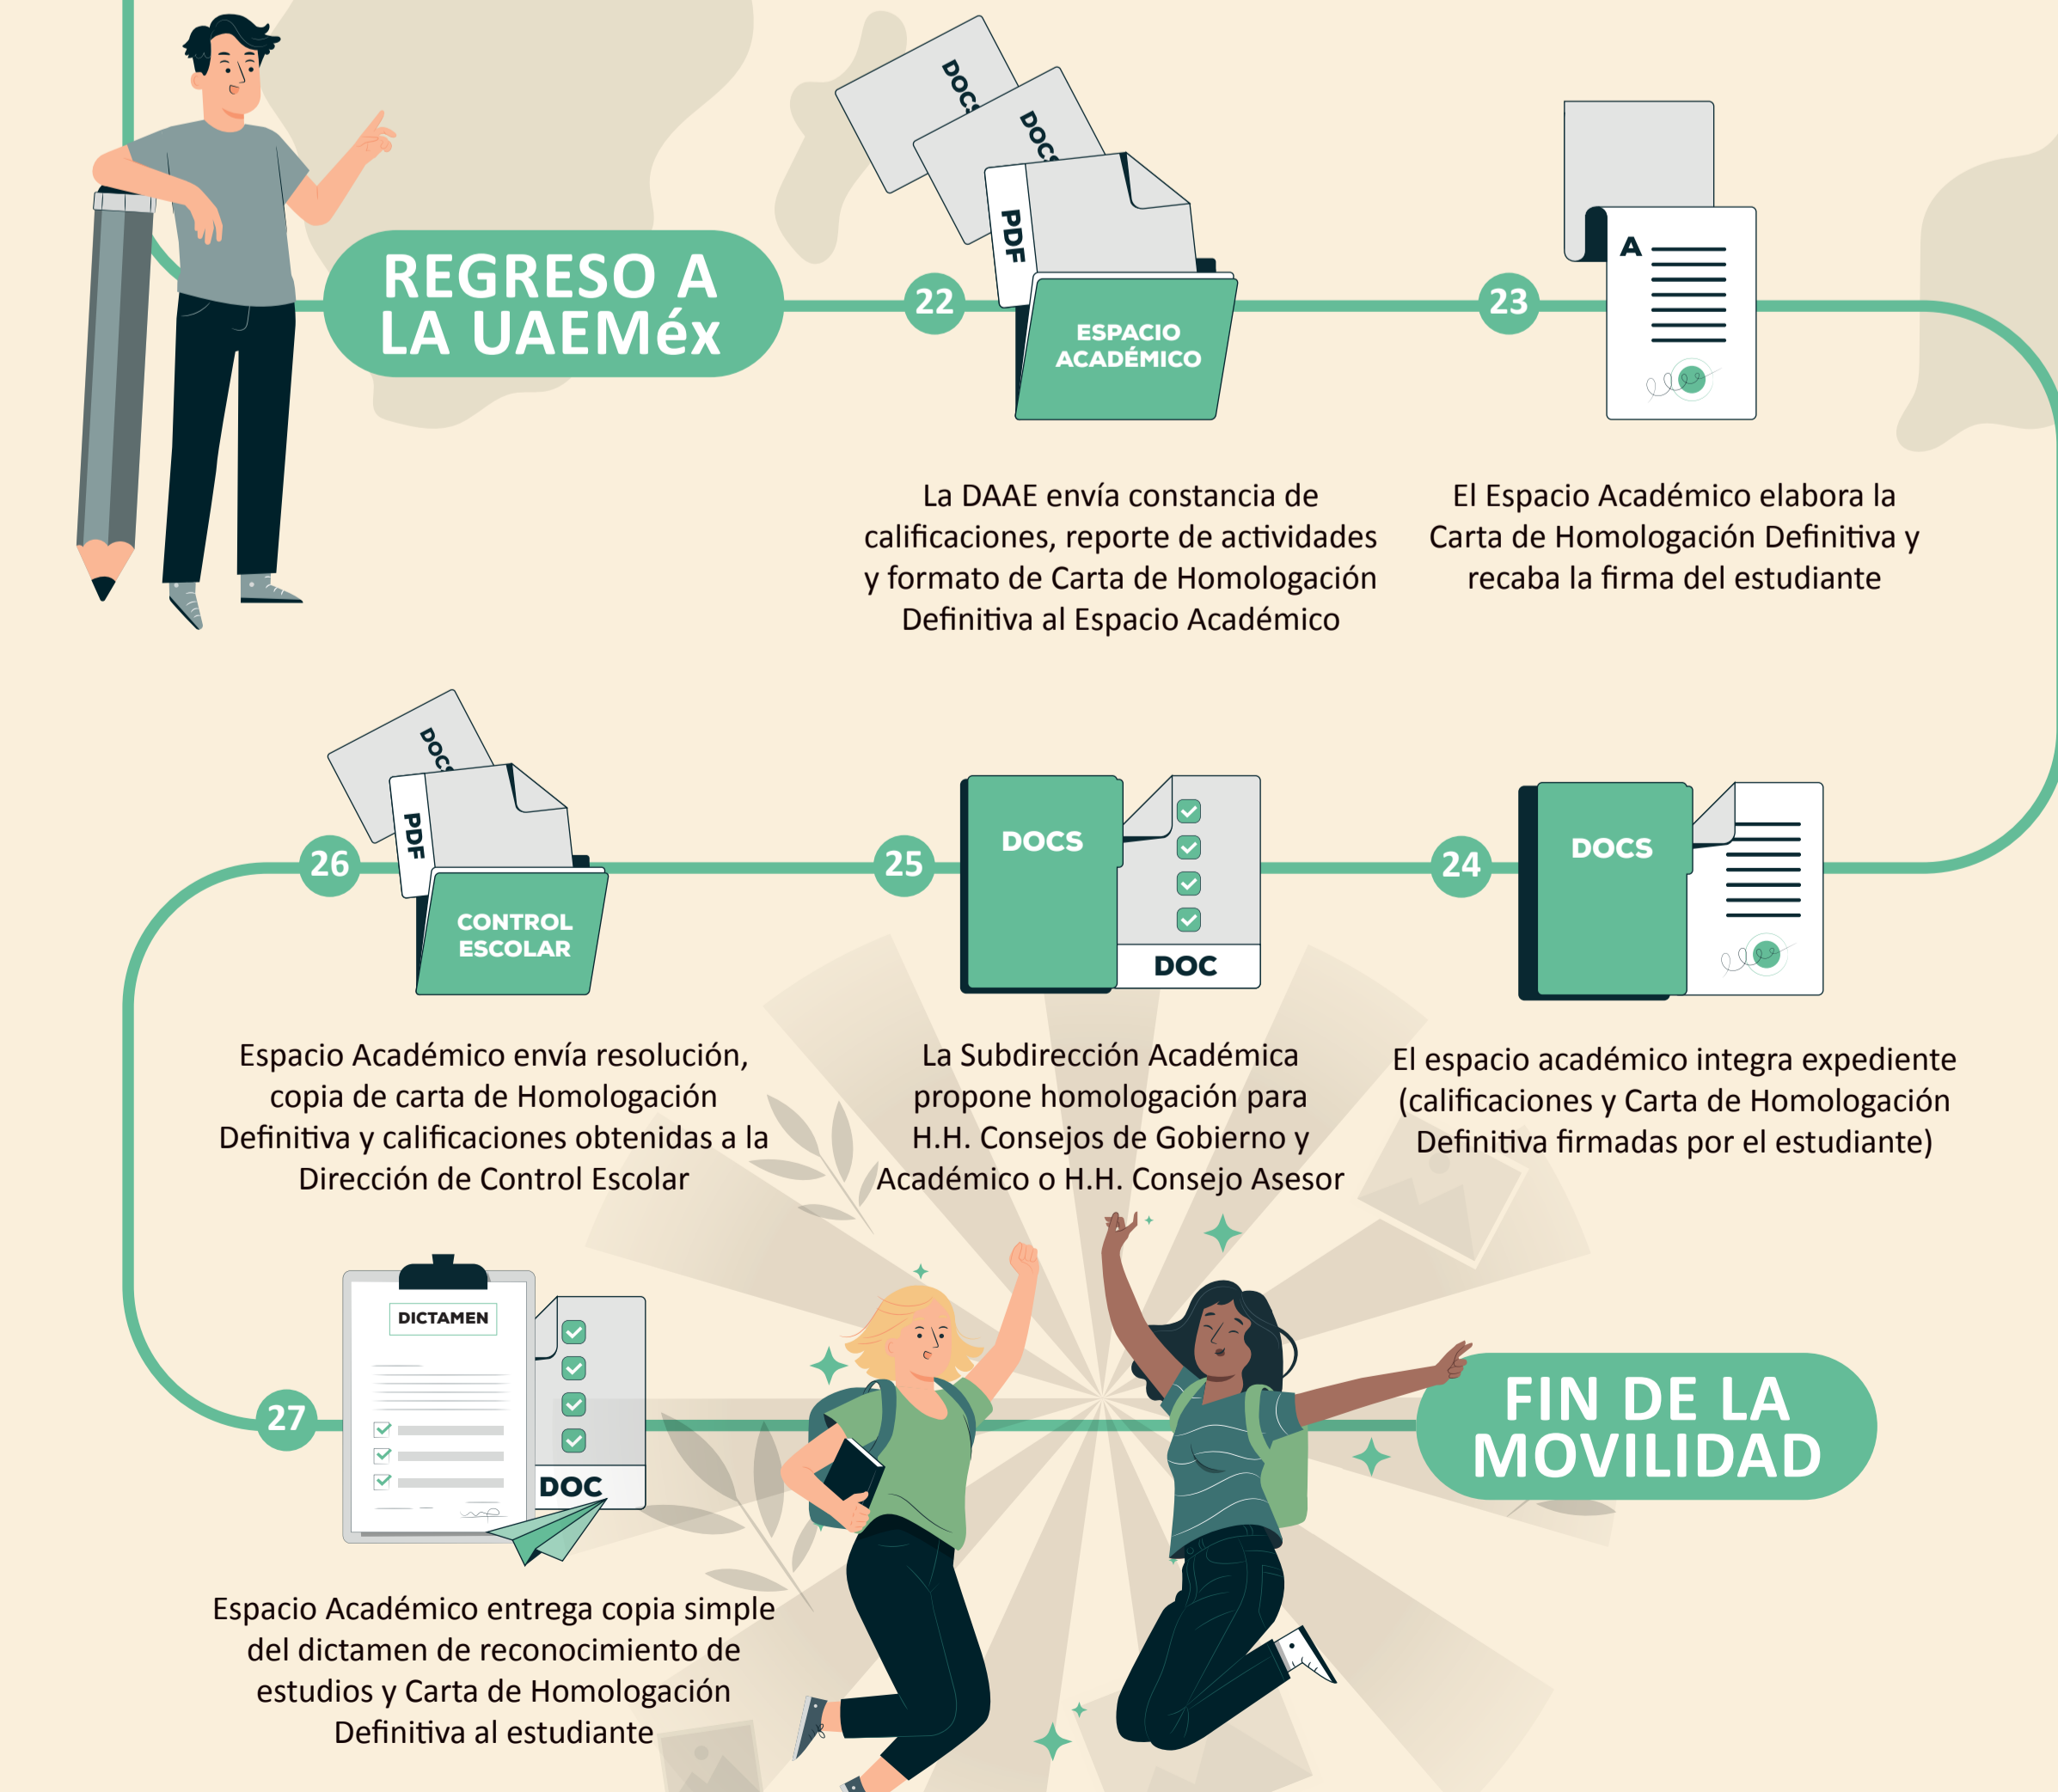 REGRESO A
LA UAEMéx
22
DOCS
DOCS
PDF
ESPACIO
ACADÉMICO
La DAAE envía constancia de
calificaciones, reporte de actividades
y formato de Carta de Homologación
Definitiva al Espacio Académico
23
A
El Espacio Académico elabora la
Carta de Homologación Definitiva y
recaba la firma del estudiante
24
DOCS
El espacio académico integra expediente
(calificaciones y Carta de Homologación
Definitiva firmadas por el estudiante)
25
DOCS
DOC
La Subdirección Académica
propone homologación para
H.H. Consejos de Gobierno y
Académico o H.H. Consejo Asesor
26
DOCS
PDF
CONTROL
ESCOLAR
Espacio Académico envía resolución,
copia de carta de Homologación
Definitiva y calificaciones obtenidas a la
Dirección de Control Escolar
27
DICTAMEN
DOC
Espacio Académico entrega copia simple
del dictamen de reconocimiento de
estudios y Carta de Homologación
Definitiva al estudiante
FIN DE LA
MOVILIDAD